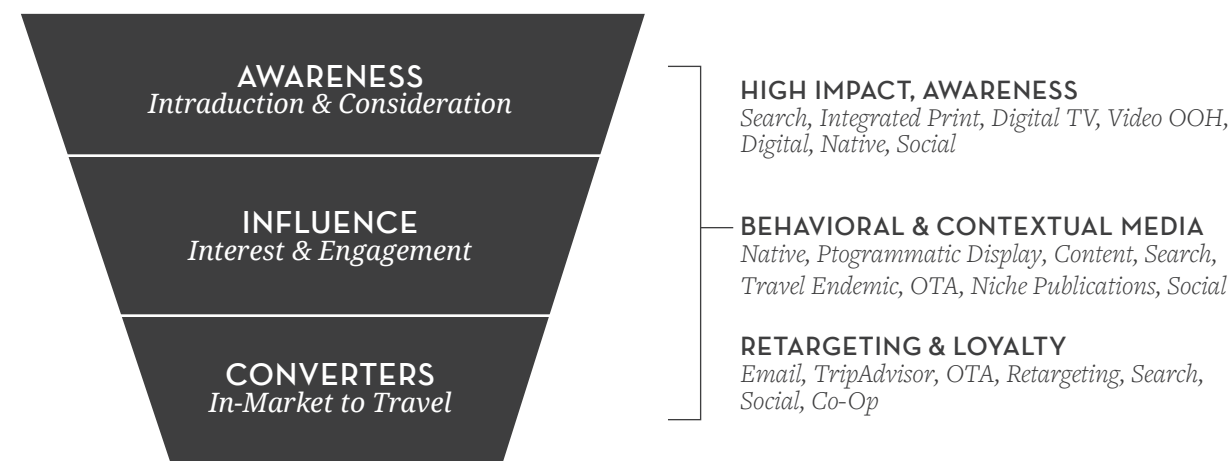 AWARENESS
Intraduction & Consideration
INFLUENCE
Interest & Engagement
CONVERTERS
In-Market to Travel
HIGH IMPACT, AWARENESS
Search, Integrated Print, Digital TV, Video OOH,
Digital, Native, Social
BEHAVIORAL & CONTEXTUAL MEDIA
Native, Ptogrammatic Display, Content, Search,
Travel Endemic, OTA, Niche Publications, Social
RETARGETING & LOYALTY
Email, TripAdvisor, OTA, Retargeting, Search,
Social, Co-Op